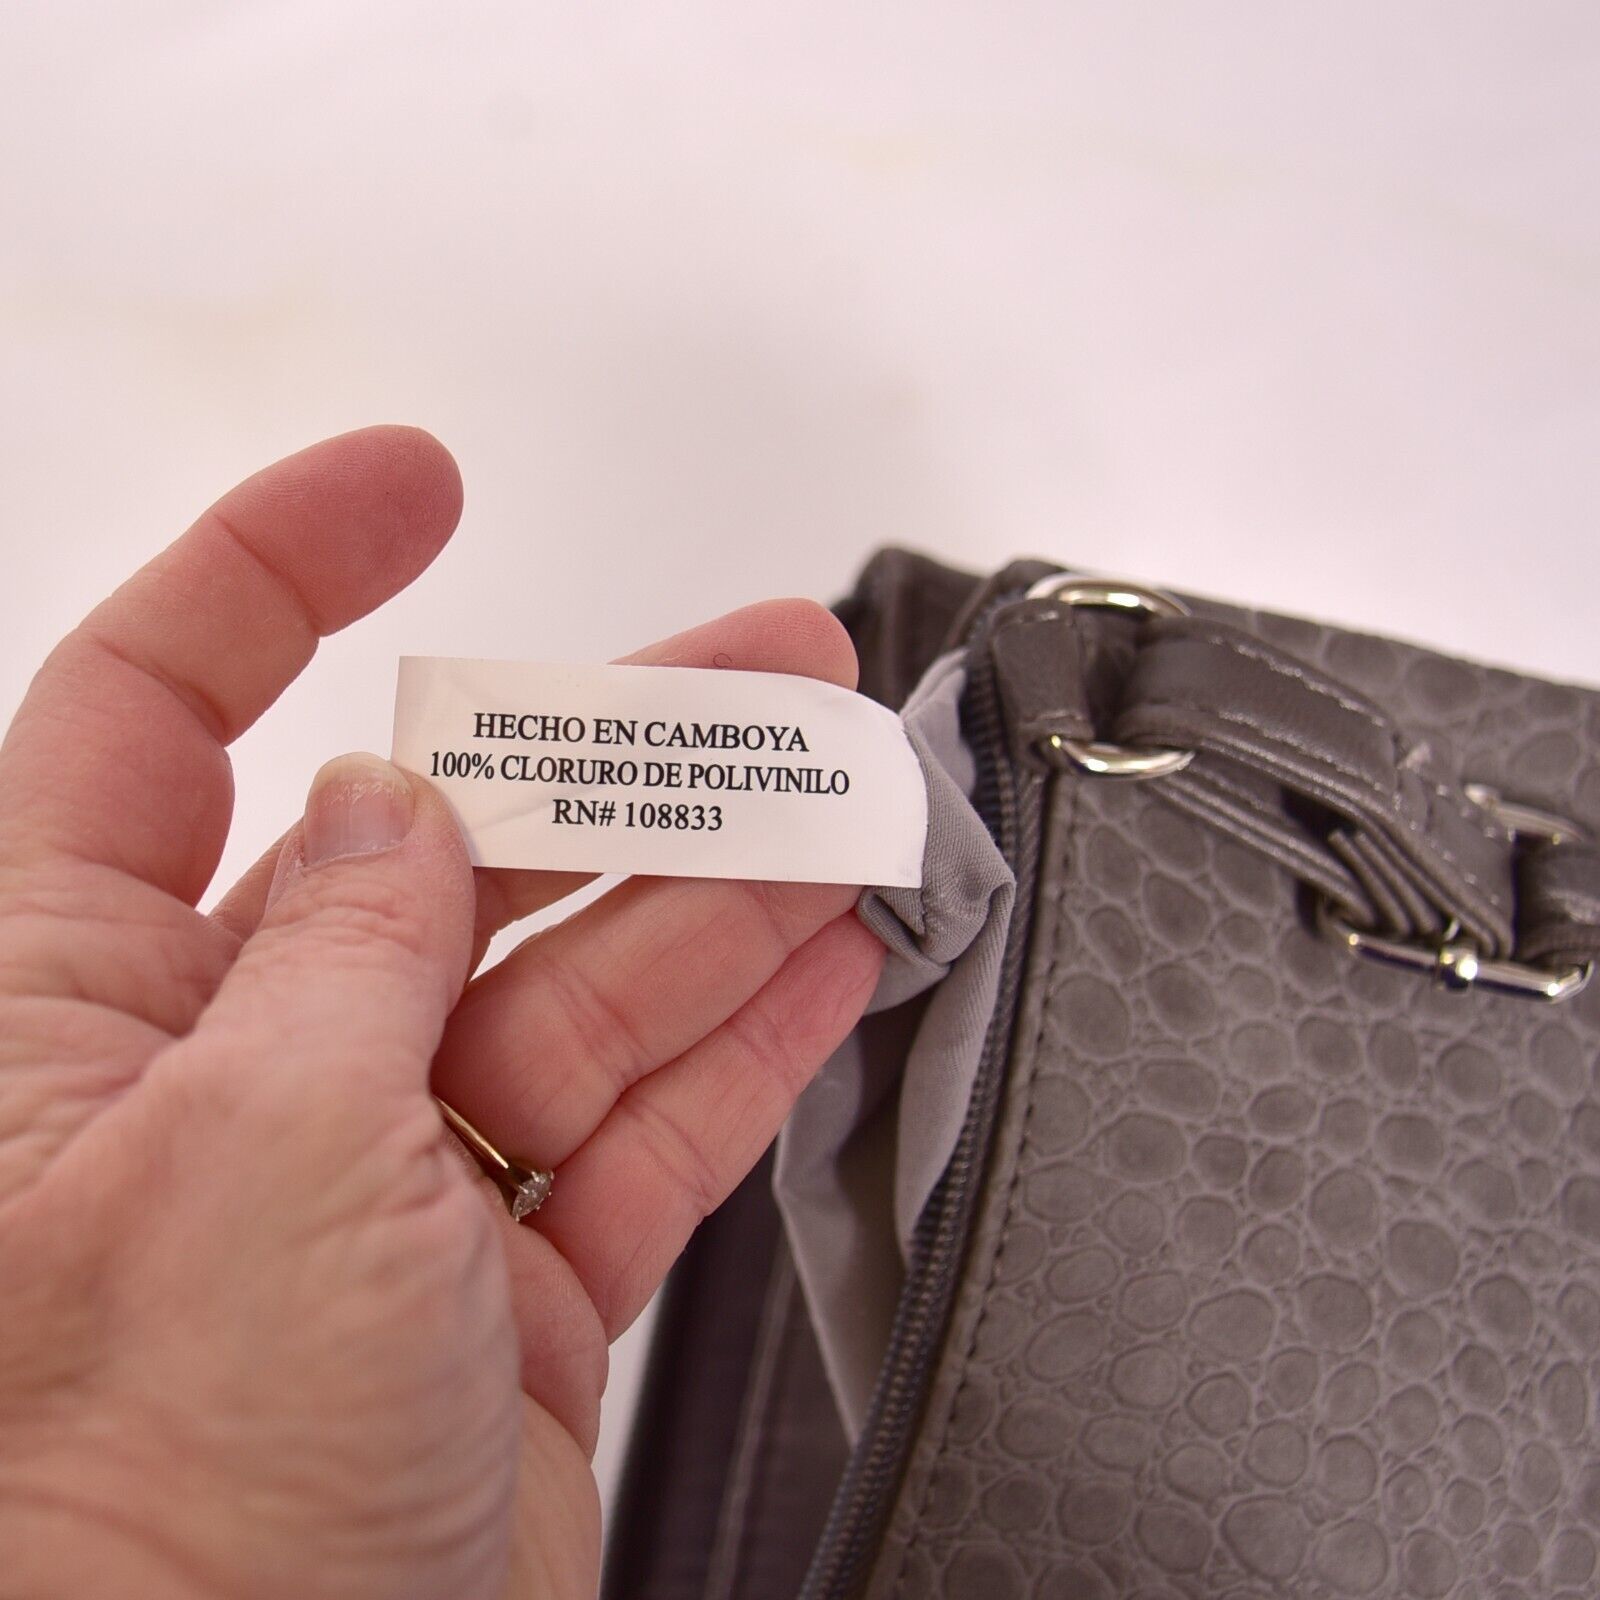 HECHO EN CAMBOYA
100% CLORURO DE POLIVINILO
RN# 108833